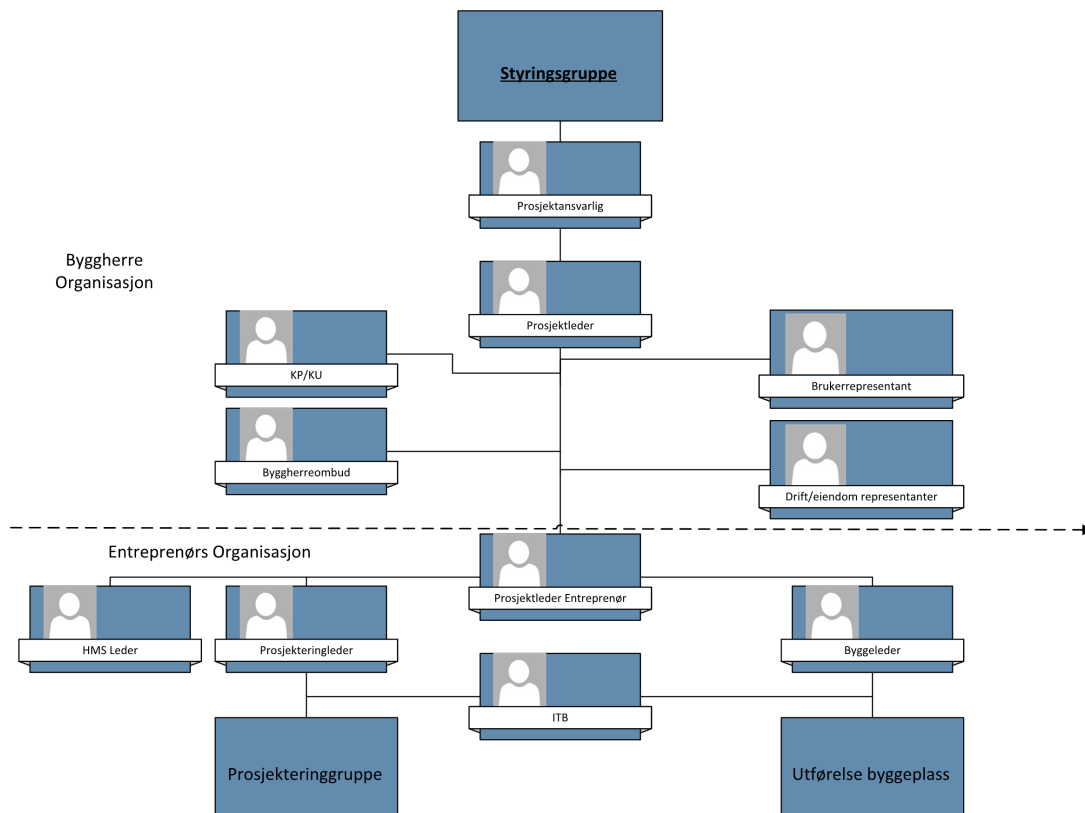 Styringsgruppe
Prosjektansvarlig
Byggherre
Organisasjon
Prosjektleder
KP/KU
Brukerrepresentant
Byggherreombud
Drift/eiendom representanter
Entreprenørs Organisasjon
Prosjektleder Entreprenør
HMS Leder
Prosjekteringleder
Byggeleder
ITB
Prosjekteringgruppe
Utførelse byggeplass